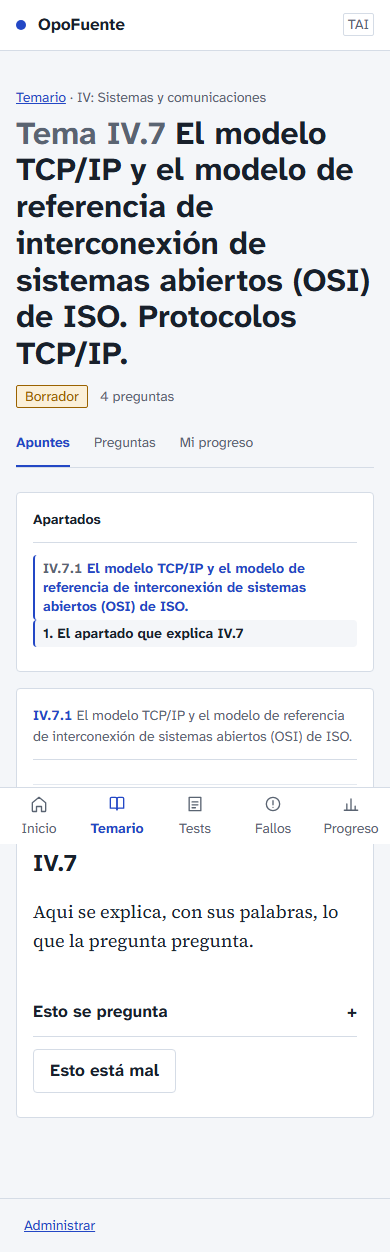 OpoFuente
TAI
Temario · IV: Sistemas y comunicaciones
Tema IV.7 El modelo
TCP/IP y el modelo de
referencia de
interconexión de
sistemas abiertos (OSI)
de ISO. Protocolos
TCP/IP.
Borrador 4 preguntas
Apuntes Preguntas Mi progreso
Apartados
IV.7.1 El modelo TCP/IP y el modelo de
referencia de interconexión de sistemas
abiertos (OSI) de ISO.
1. El apartado que explica IV.7
IV.7.1 El modelo TCP/IP y el modelo de referencia
de interconexión de sistemas abiertos (OSI) de ISO.
Inicio Temario Tests Fallos Progreso
IV.7
Aqui se explica, con sus palabras, lo
que la pregunta pregunta.
Esto se pregunta +
Esto está mal
Administrar